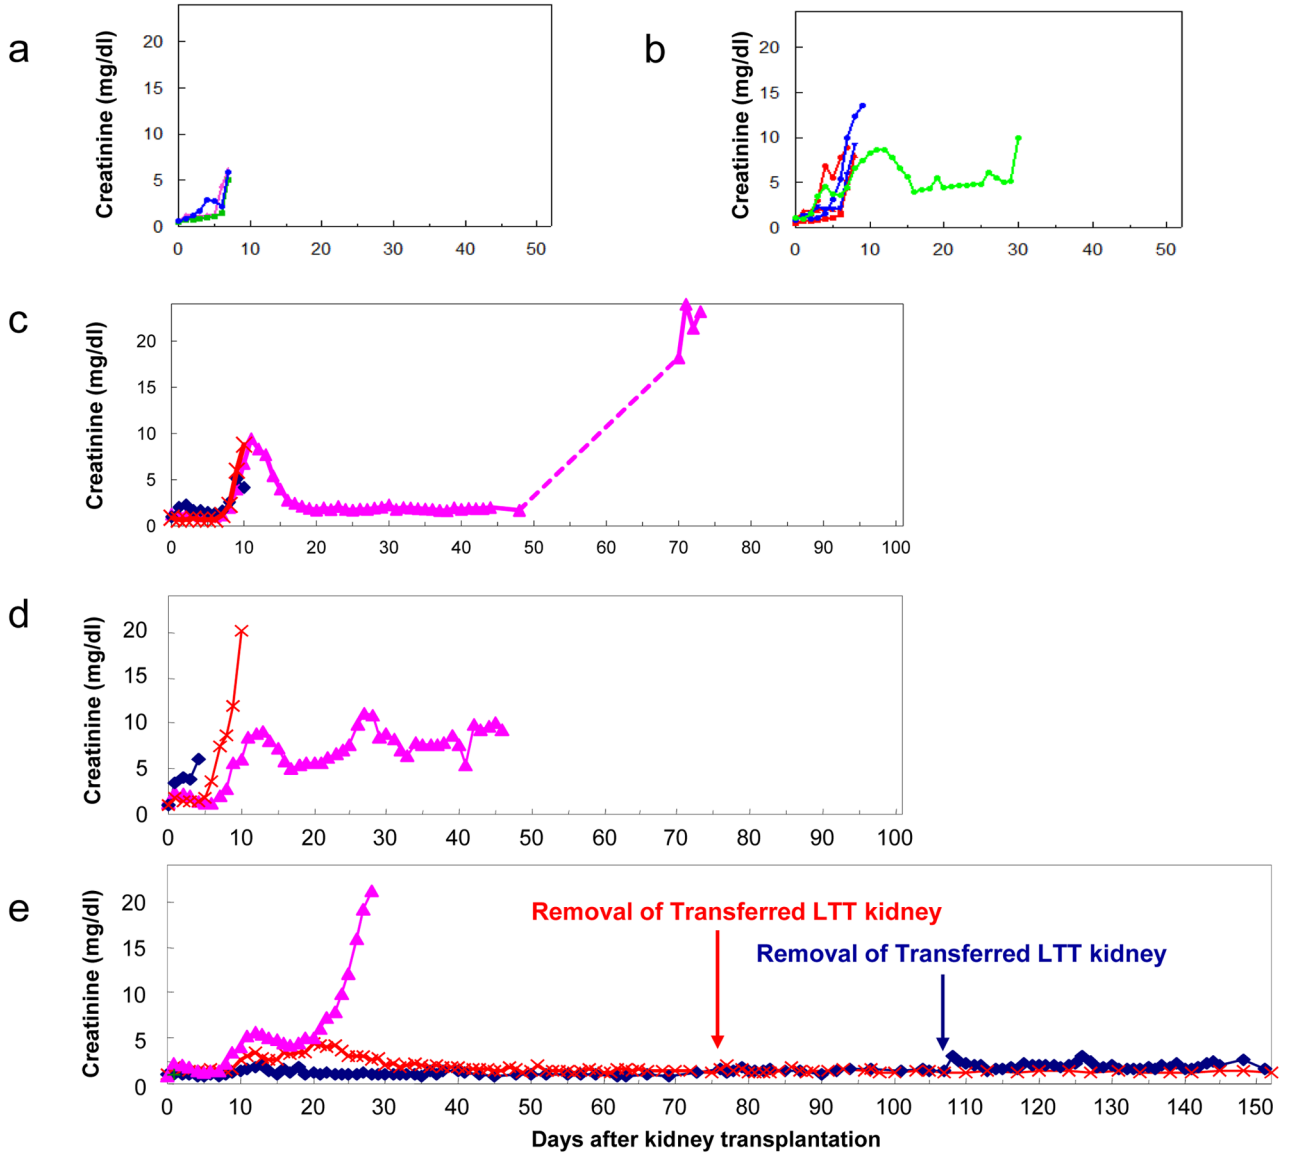 a
Creatinine (mg/dl)
20
15
10
5
0
0 10 20 30 40 50
b
Creatinine (mg/dl)
20
15
10
5
0
0 10 20 30 40 50
c
Creatinine (mg/dl)
20
15
10
5
0
0 10 20 30 40 50 60 70 80 90 100
d
Creatinine (mg/dl)
20
15
10
5
0
0 10 20 30 40 50 60 70 80 90 100
e
Creatinine (mg/dl)
20
15
10
5
0
Removal of Transferred LTT kidney
Removal of Transferred LTT kidney
0 10 20 30 40 50 60 70 80 90 100 110 120 130 140 150
Days after kidney transplantation